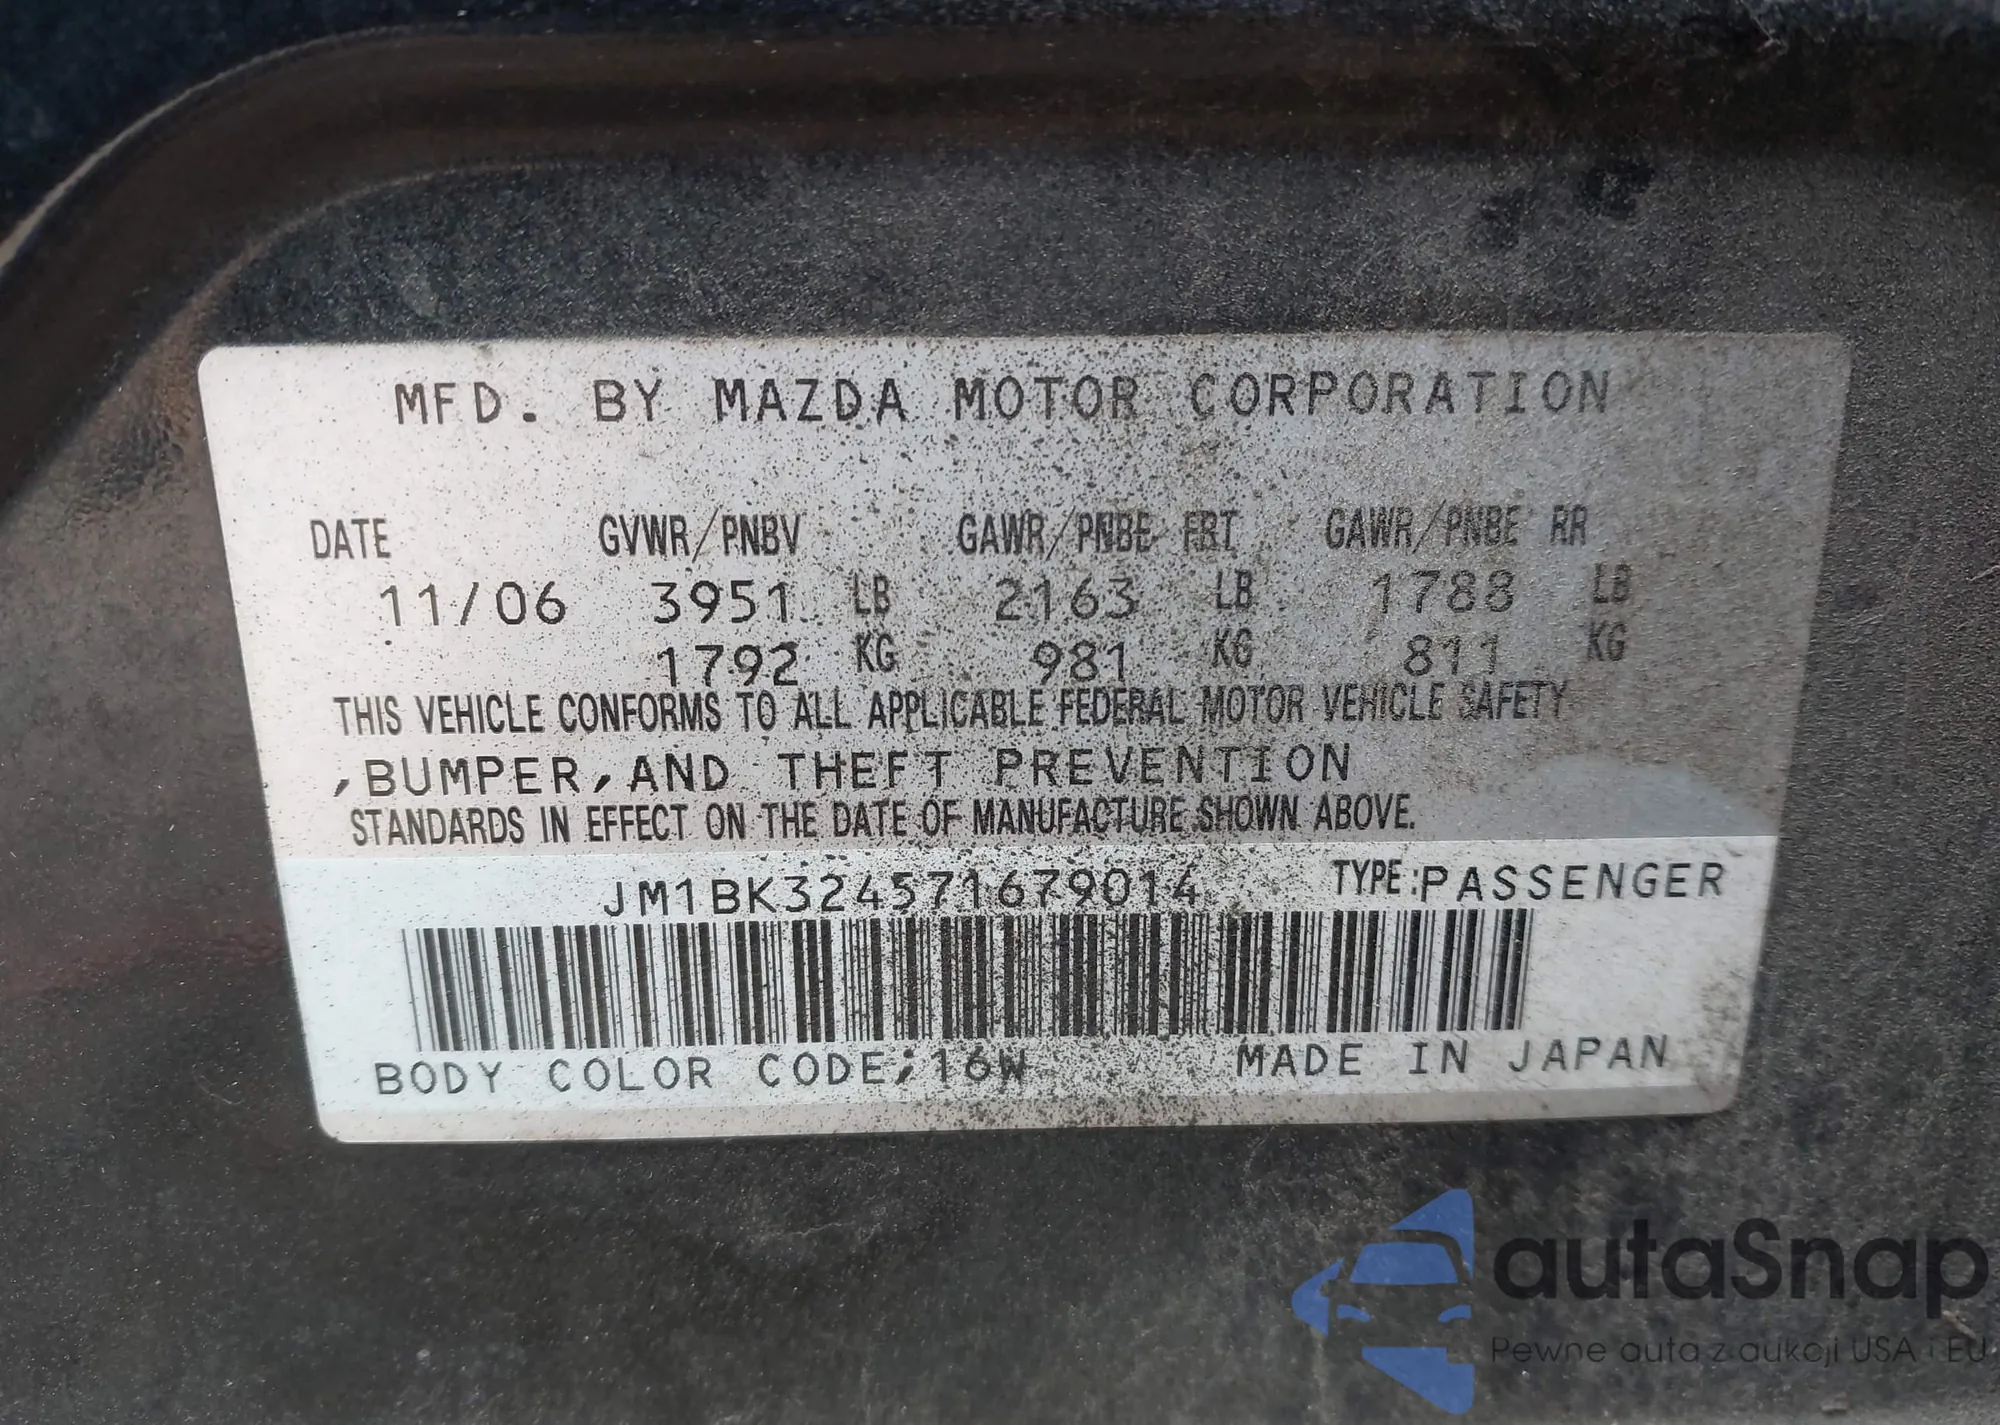 MFD. BY MAZDA MOTOR CORPORATION
DATE GVWR/PNBV GAWR/PNBE FRT GAWR/PNBE RR
11/06 3951 LB 2163 LB 1788 LB
1792 KG 981 KG 811 KG
THIS VEHICLE CONFORMS TO ALL APPLICABLE FEDERAL MOTOR VEHICLE SAFETY
,BUMPER,AND THEFT PREVENTION
STANDARDS IN EFFECT ON THE DATE OF MANUFACTURE SHOWN ABOVE.
JM1BK324571679014 TYPE:PASSENGER
BODY COLOR CODE;16W MADE IN JAPAN
autaSnap
Pewne auta z aukcji USA i EU